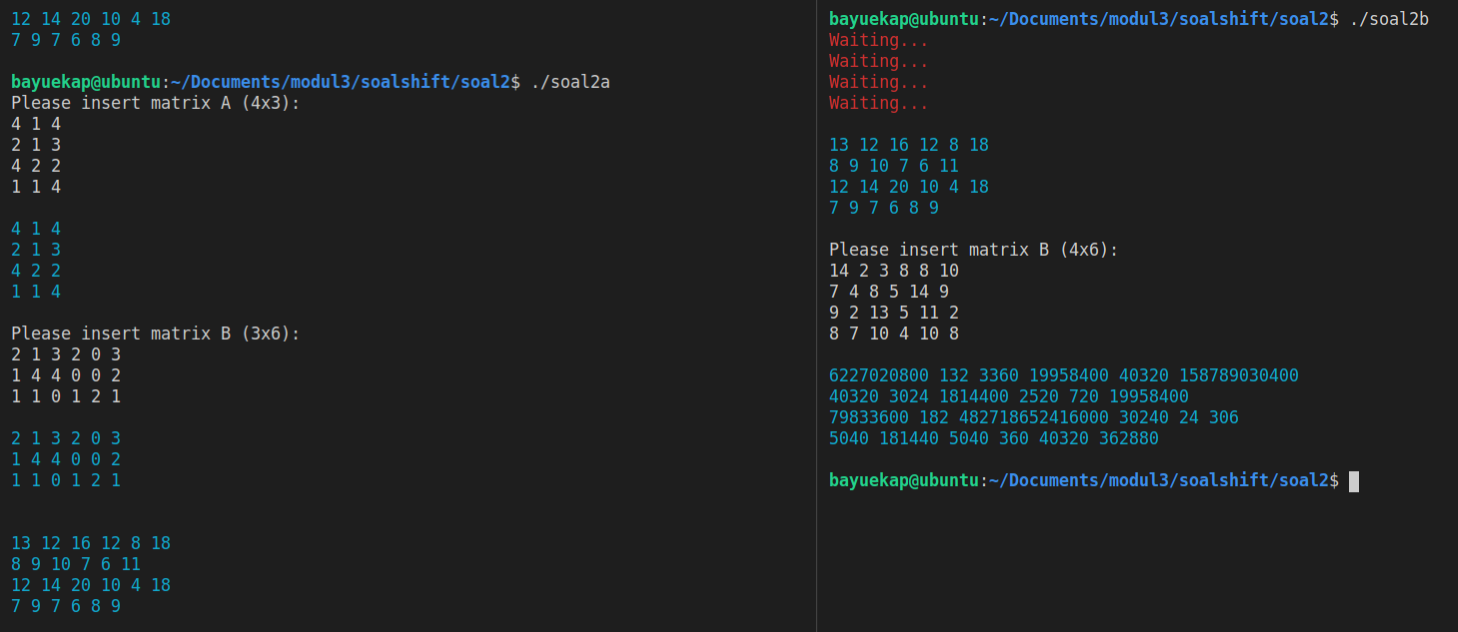 12 14 20 10 4 18
7 9 7 6 8 9
bayuekap@ubuntu:~/Documents/modul3/soalshift/soal2$ ./soal2a
Please insert matrix A (4x3):
4 1 4
2 1 3
4 2 2
1 1 4
4 1 4
2 1 3
4 2 2
1 1 4
Please insert matrix B (3x6):
2 1 3 2 0 3
1 4 4 0 0 2
1 1 0 1 2 1
2 1 3 2 0 3
1 4 4 0 0 2
1 1 0 1 2 1
13 12 16 12 8 18
8 9 10 7 6 11
12 14 20 10 4 18
7 9 7 6 8 9
bayuekap@ubuntu:~/Documents/modul3/soalshift/soal2$ ./soal2b
Waiting...
Waiting...
Waiting...
Waiting...
13 12 16 12 8 18
8 9 10 7 6 11
12 14 20 10 4 18
7 9 7 6 8 9
Please insert matrix B (4x6):
14 2 3 8 8 10
7 4 8 5 14 9
9 2 13 5 11 2
8 7 10 4 10 8
6227020800 132 3360 19958400 40320 158789030400
40320 3024 1814400 2520 720 19958400
79833600 182 482718652416000 30240 24 306
5040 181440 5040 360 40320 362880
bayuekap@ubuntu:~/Documents/modul3/soalshift/soal2$